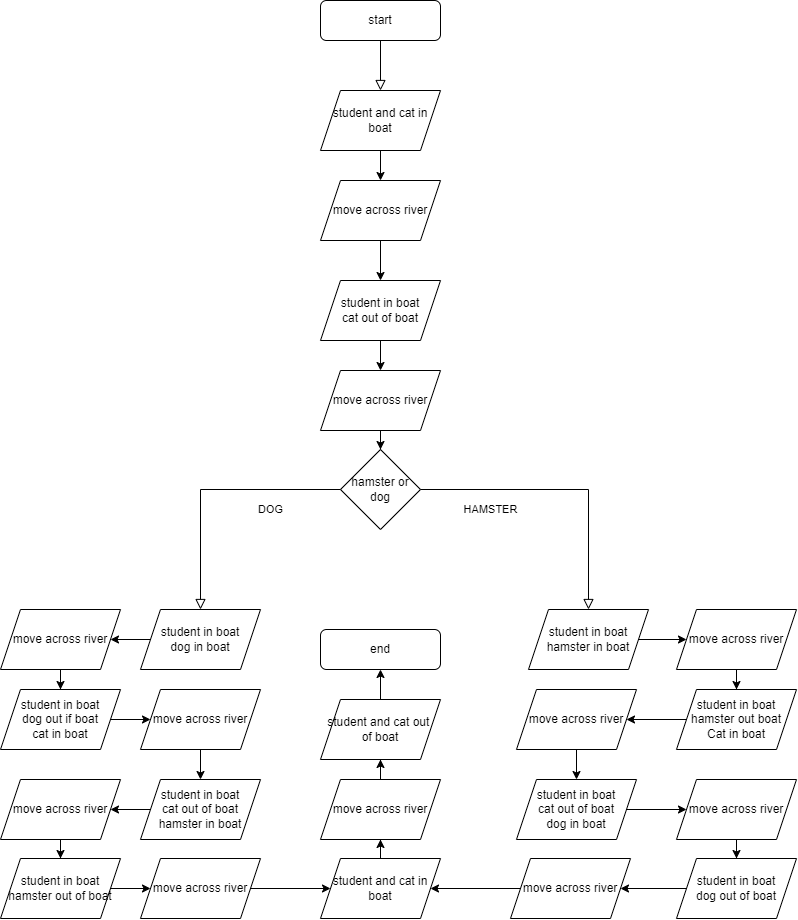 start
student and cat in
boat
move across river
student in boat
cat out of boat
move across river
hamster or
dog
DOG
HAMSTER
student in boat
dog in boat
move across river
student in boat
dog out if boat
cat in boat
move across river
student in boat
cat out of boat
hamster in boat
move across river
student in boat
hamster out of boat
move across river
student in boat
hamster in boat
move across river
student in boat
hamster out boat
Cat in boat
move across river
student in boat
cat out of boat
dog in boat
move across river
student in boat
dog out of boat
move across river
student and cat in
boat
move across river
student and cat out
of boat
end